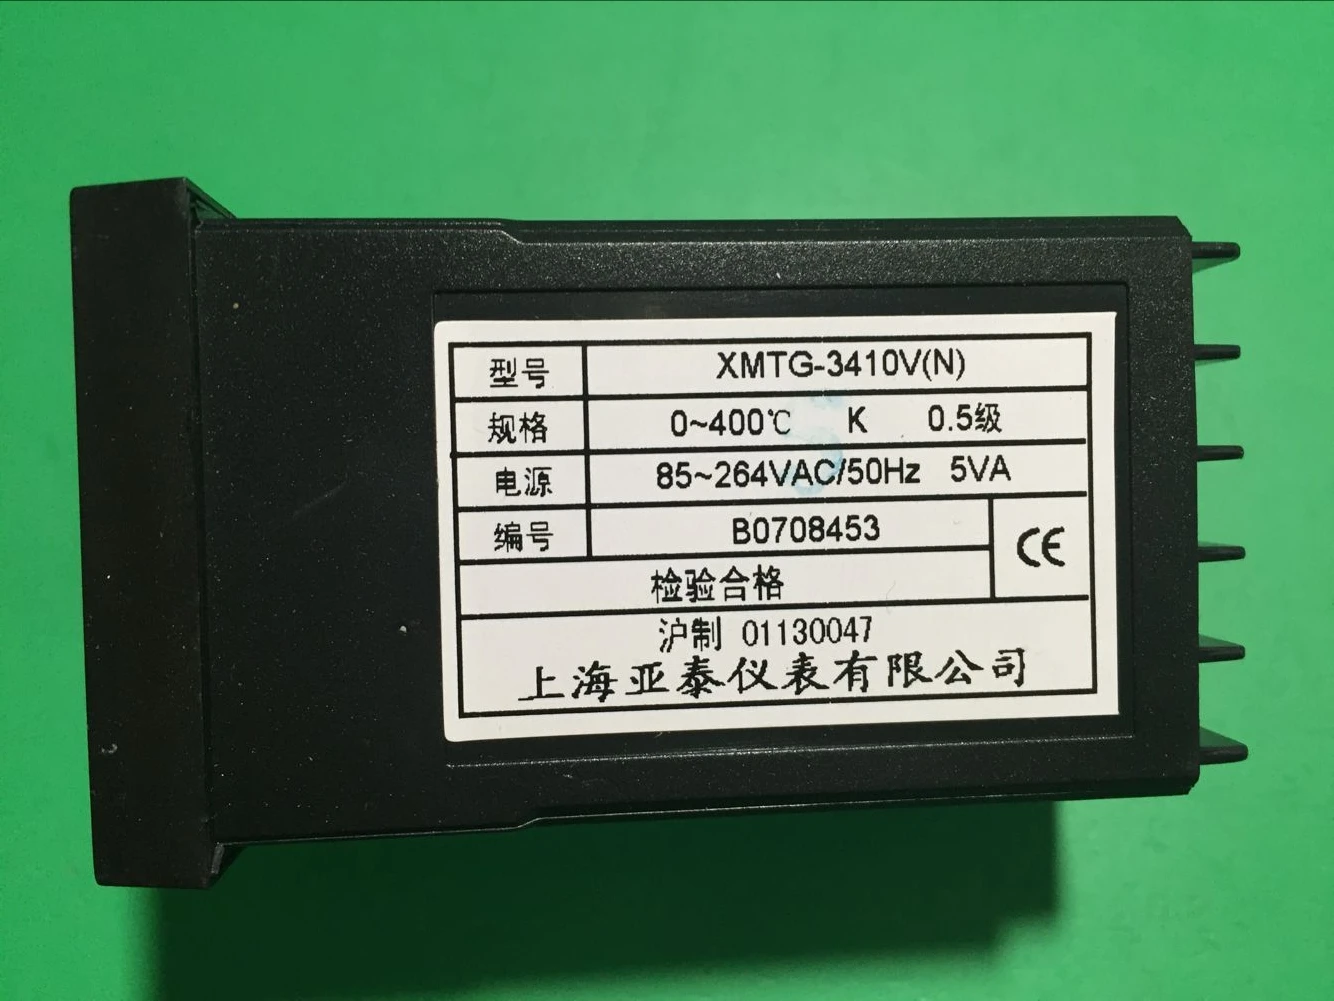 型号 XMTG-3410V(N)
规格 0~400℃ K 0.5级
电源 85~264VAC/50Hz 5VA
编号 B0708453
CE
检验合格
沪制 01130047
上海亚泰仪表有限公司